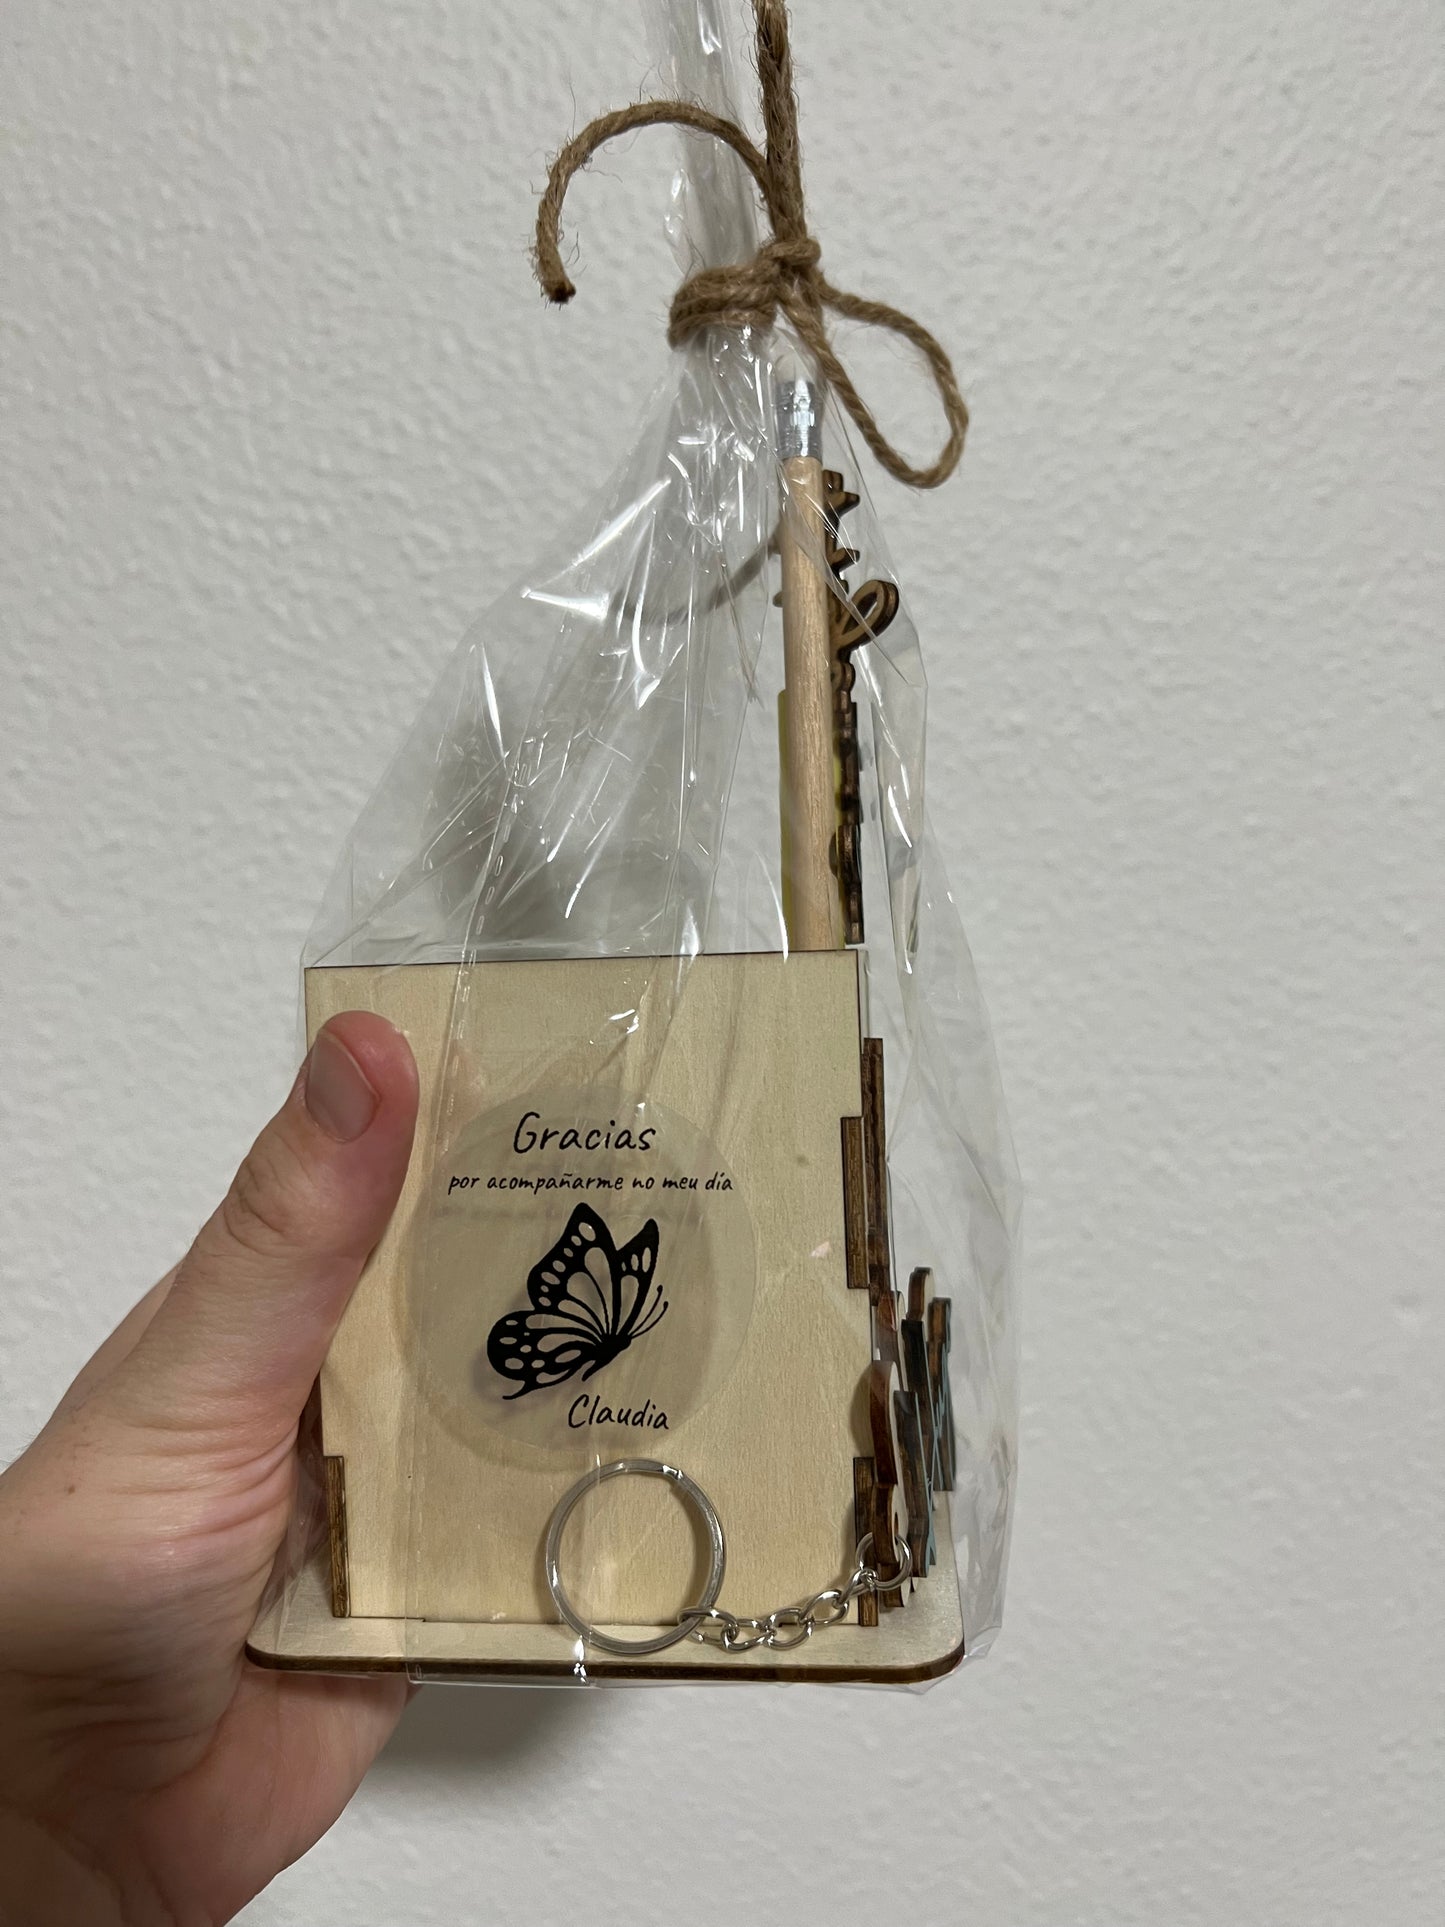 Gracias
por acompañarme no meu día
Claudia